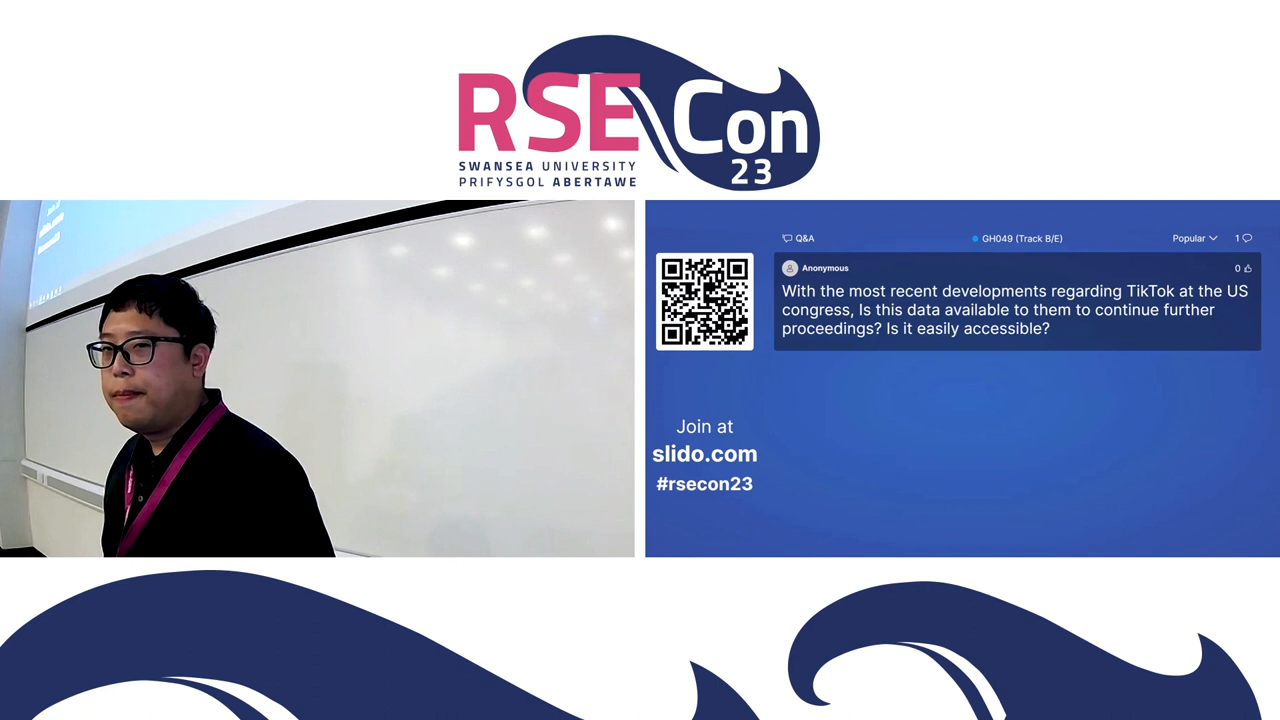 RSE Con
23
SWANSEA UNIVERSITY
PRIFYSGOL ABERTAWE
Q&A
GH049 (Track B/E)
Popular
1
Anonymous
0
With the most recent developments regarding TikTok at the US
congress, Is this data available to them to continue further
proceedings? Is it easily accessible?
Join at
slido.com
#rsecon23